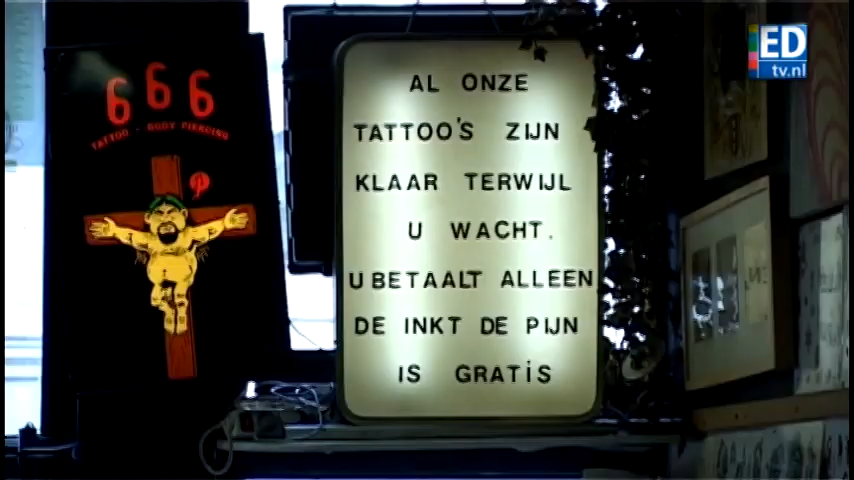 666
TATTOO - BODY PIERCING
AL ONZE
TATTOO'S ZIJN
KLAAR TERWIJL
U WACHT.
U BETAALT ALLEEN
DE INKT DE PIJN
IS GRATiS
ED
tv.nl